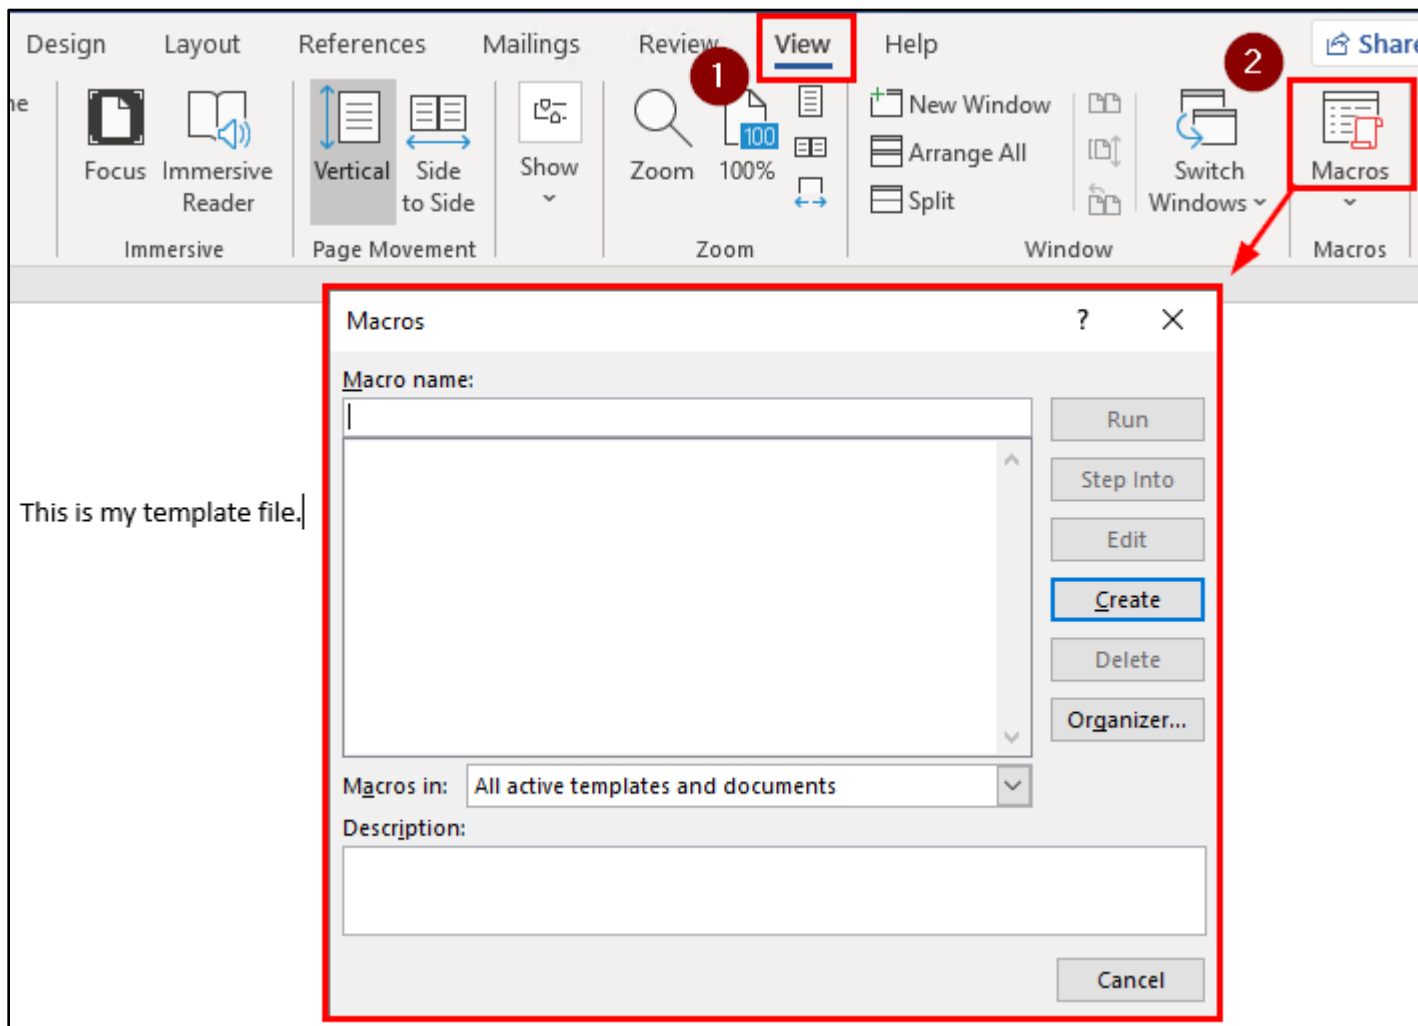 Design Layout References Mailings Review View Help Share
1 2
Focus Immersive Reader
Vertical Side to Side
Show
Zoom 100 100%
New Window
Arrange All
Split
Switch Windows
Macros
Immersive Page Movement Zoom Window Macros
Macros ?
Macro name:
Run
Step Into
This is my template file.
Edit
Create
Delete
Organizer...
Macros in: All active templates and documents
Description:
Cancel